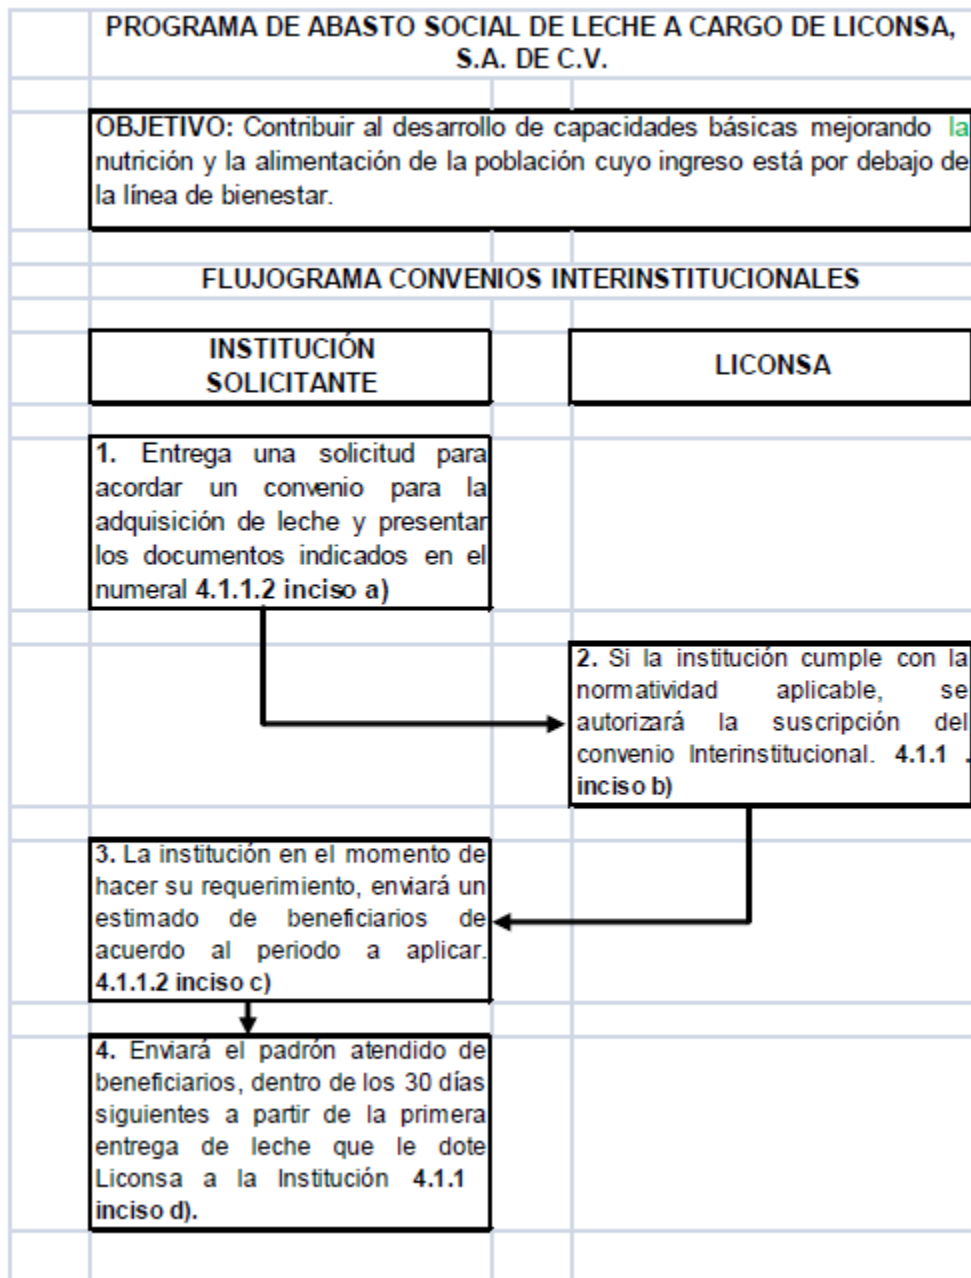 PROGRAMA DE ABASTO SOCIAL DE LECHE A CARGO DE LICONSA,
S.A. DE C.V.
OBJETIVO: Contribuir al desarrollo de capacidades básicas mejorando la
nutrición y la alimentación de la población cuyo ingreso está por debajo de
la línea de bienestar.
FLUJOGRAMA CONVENIOS INTERINSTITUCIONALES
INSTITUCIÓN
SOLICITANTE
LICONSA
1. Entrega una solicitud para
acordar un convenio para la
adquisición de leche y presentar
los documentos indicados en el
numeral 4.1.1.2 inciso a)
2. Si la institución cumple con la
normatividad aplicable, se
autorizará la suscripción del
convenio Interinstitucional. 4.1.1 .
inciso b)
3. La institución en el momento de
hacer su requerimiento, enviará un
estimado de beneficiarios de
acuerdo al periodo a aplicar.
4.1.1.2 inciso c)
4. Enviará el padrón atendido de
beneficiarios, dentro de los 30 días
siguientes a partir de la primera
entrega de leche que le dote
Liconsa a la Institución 4.1.1
inciso d).